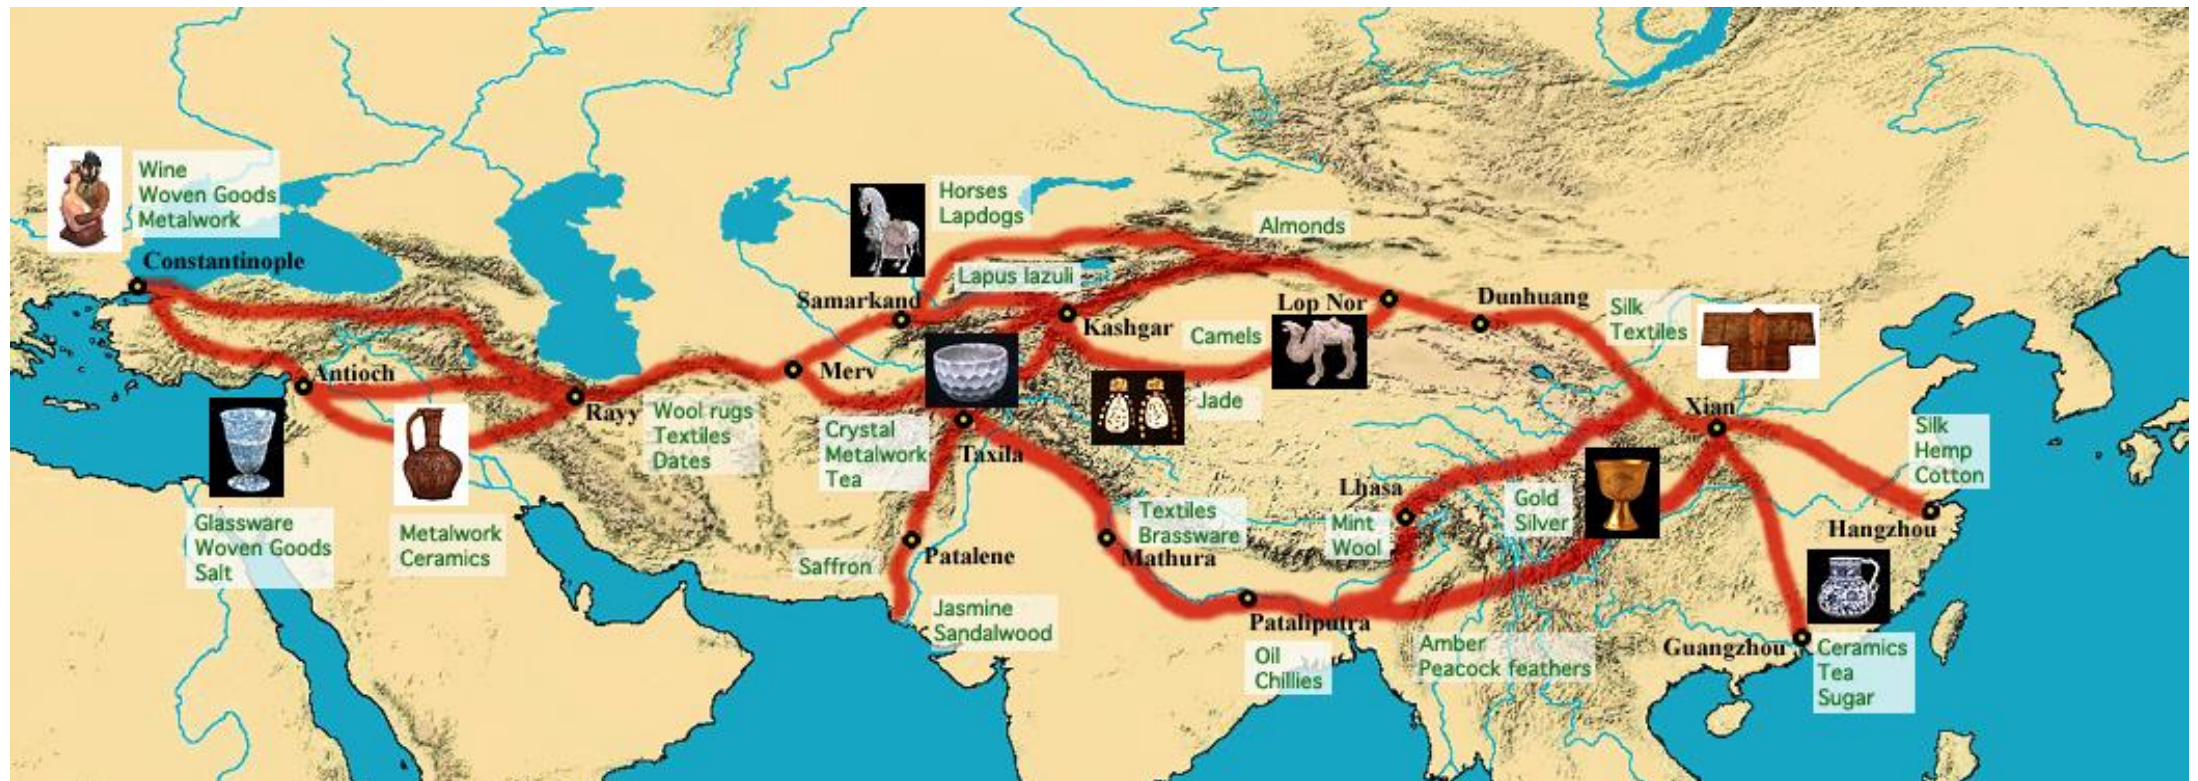 Wine
Woven Goods
Metalwork
Constantinople
Antioch
Glassware
Woven Goods
Salt
Metalwork
Ceramics
Rayy
Wool rugs
Textiles
Dates
Horses
Lapdogs
Lapus lazuli
Samarkand
Merv
Crystal
Metalwork
Tea
Taxila
Saffron
Patalene
Jasmine
Sandalwood
Almonds
Kashgar
Camels
Jade
Lop Nor
Dunhuang
Silk
Textiles
Textiles
Brassware
Mathura
Lhasa
Mint
Wool
Gold
Silver
Pataliputra
Oil
Chillies
Amber
Peacock feathers
Xian
Silk
Hemp
Cotton
Hangzhou
Guangzhou
Ceramics
Tea
Sugar